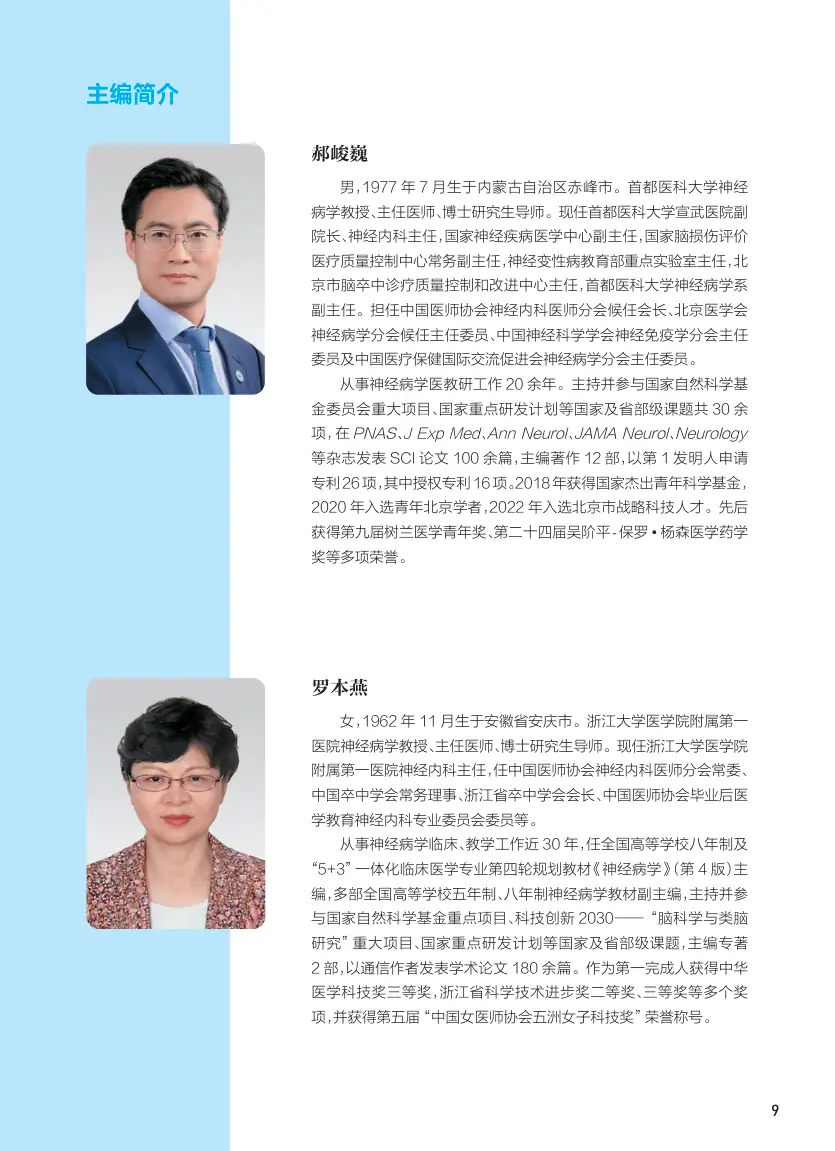 主编简介
郝峻巍
男，1977 年 7 月生于内蒙古自治区赤峰市。首都医科大学神经
病学教授、主任医师、博士研究生导师。现任首都医科大学宣武医院副
院长、神经内科主任，国家神经疾病医学中心副主任，国家脑损伤评价
医疗质量控制中心常务副主任，神经变性病教育部重点实验室主任，北
京市脑卒中诊疗质量控制和改进中心主任，首都医科大学神经病学系
副主任。担任中国医师协会神经内科医师分会候任会长、北京医学会
神经病学分会候任主任委员、中国神经科学学会神经免疫学分会主任
委员及中国医疗保健国际交流促进会神经病学分会主任委员。
从事神经病学医教研工作 20 余年。主持并参与国家自然科学基
金委员会重大项目、国家重点研发计划等国家及省部级课题共 30 余
项，在 PNAS、J Exp Med、Ann Neurol、JAMA Neurol、Neurology
等杂志发表 SCI 论文 100 余篇，主编著作 12 部，以第 1 发明人申请
专利 26 项，其中授权专利 16 项。2018 年获得国家杰出青年科学基金，
2020 年入选青年北京学者，2022 年入选北京市战略科技人才。先后
获得第九届树兰医学青年奖、第二十四届吴阶平-保罗·杨森医学药学
奖等多项荣誉。
罗本燕
女，1962 年 11 月生于安徽省安庆市。浙江大学医学院附属第一
医院神经病学教授、主任医师、博士研究生导师。现任浙江大学医学院
附属第一医院神经内科主任，任中国医师协会神经内科医师分会常委、
中国卒中学会常务理事、浙江省卒中学会会长、中国医师协会毕业后医
学教育神经内科专业委员会委员等。
从事神经病学临床、教学工作近 30 年，任全国高等学校八年制及
“5+3”一体化临床医学专业第四轮规划教材《神经病学》（第 4 版）主
编，多部全国高等学校五年制、八年制神经病学教材副主编，主持并参
与国家自然科学基金重点项目、科技创新 2030——“脑科学与类脑
研究”重大项目、国家重点研发计划等国家及省部级课题，主编专著
2 部，以通信作者发表学术论文 180 余篇。作为第一完成人获得中华
医学科技奖三等奖，浙江省科学技术进步奖二等奖、三等奖等多个奖
项，并获得第五届“中国女医师协会五洲女子科技奖”荣誉称号。
9